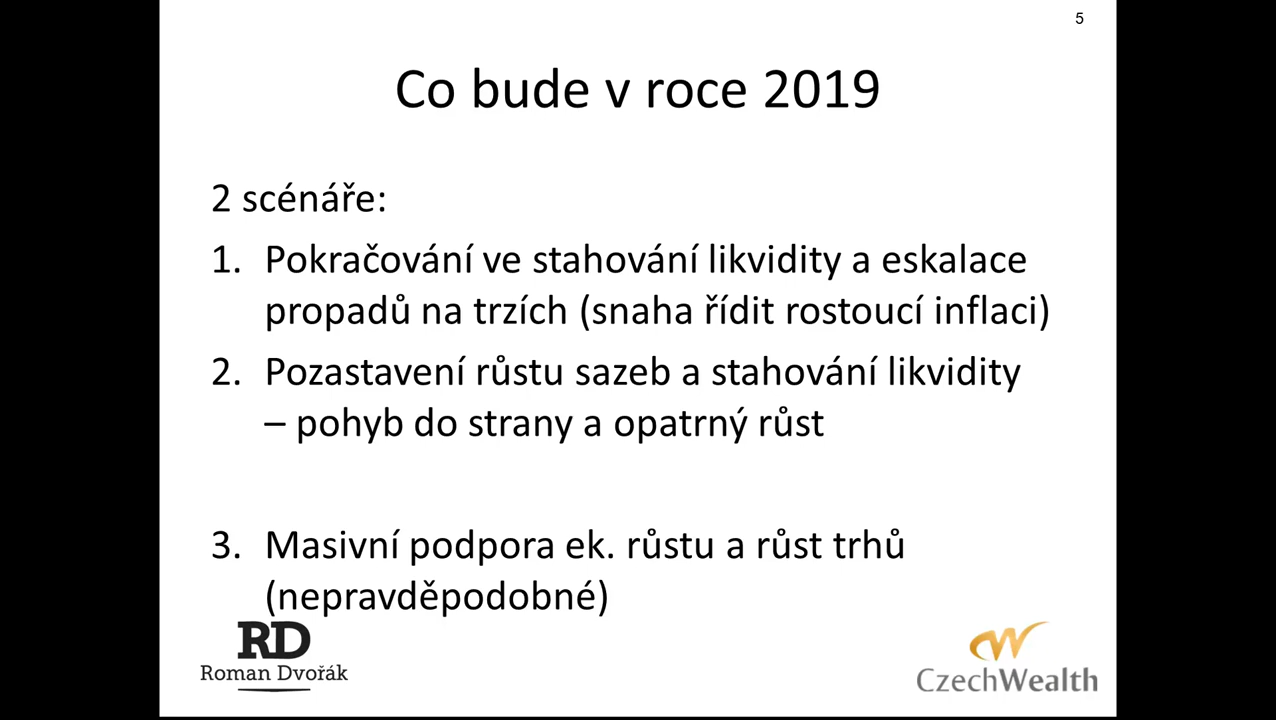 5
Co bude v roce 2019
2 scénáře:
1. Pokračování ve stahování likvidity a eskalace
propadů na trzích (snaha řídit rostoucí inflaci)
2. Pozastavení růstu sazeb a stahování likvidity
– pohyb do strany a opatrný růst
3. Masivní podpora ek. růstu a růst trhů
(nepravděpodobné)
RD
Roman Dvořák
CzechWealth